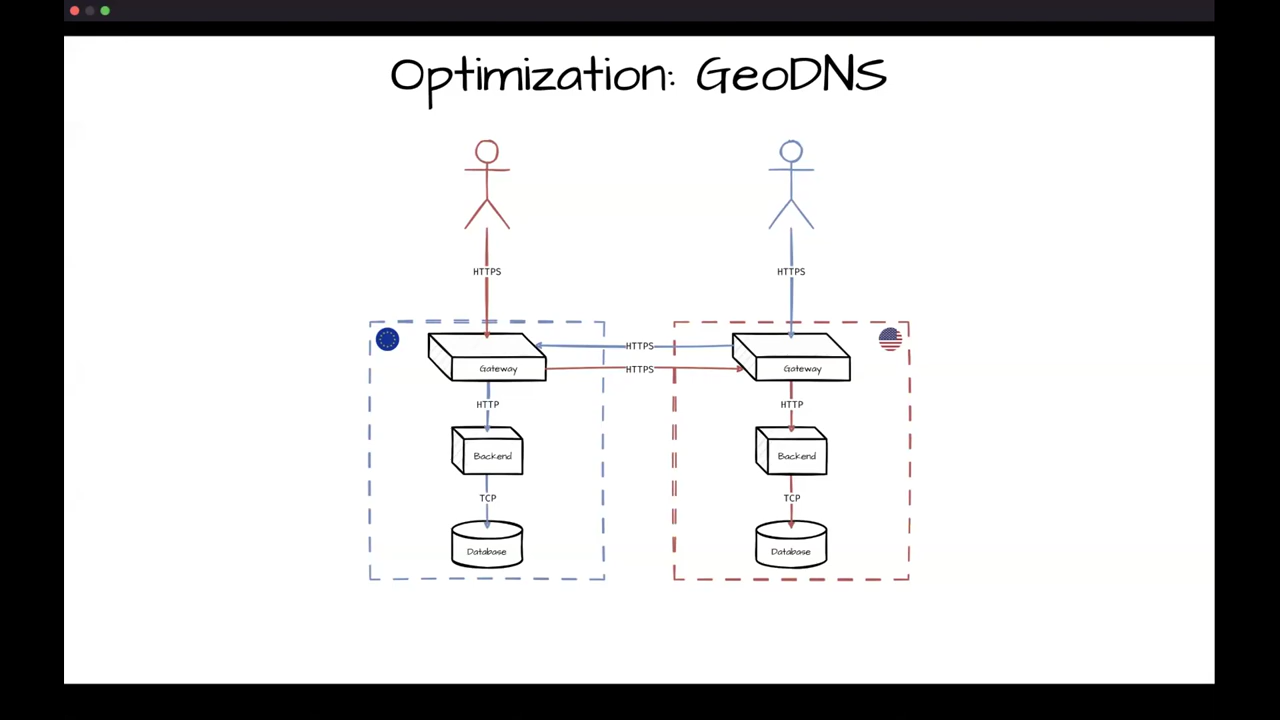 Optimization: GeoDNS
HTTPS
HTTPS
HTTPS
HTTPS
Gateway
Gateway
HTTP
HTTP
Backend
Backend
TCP
TCP
Database
Database